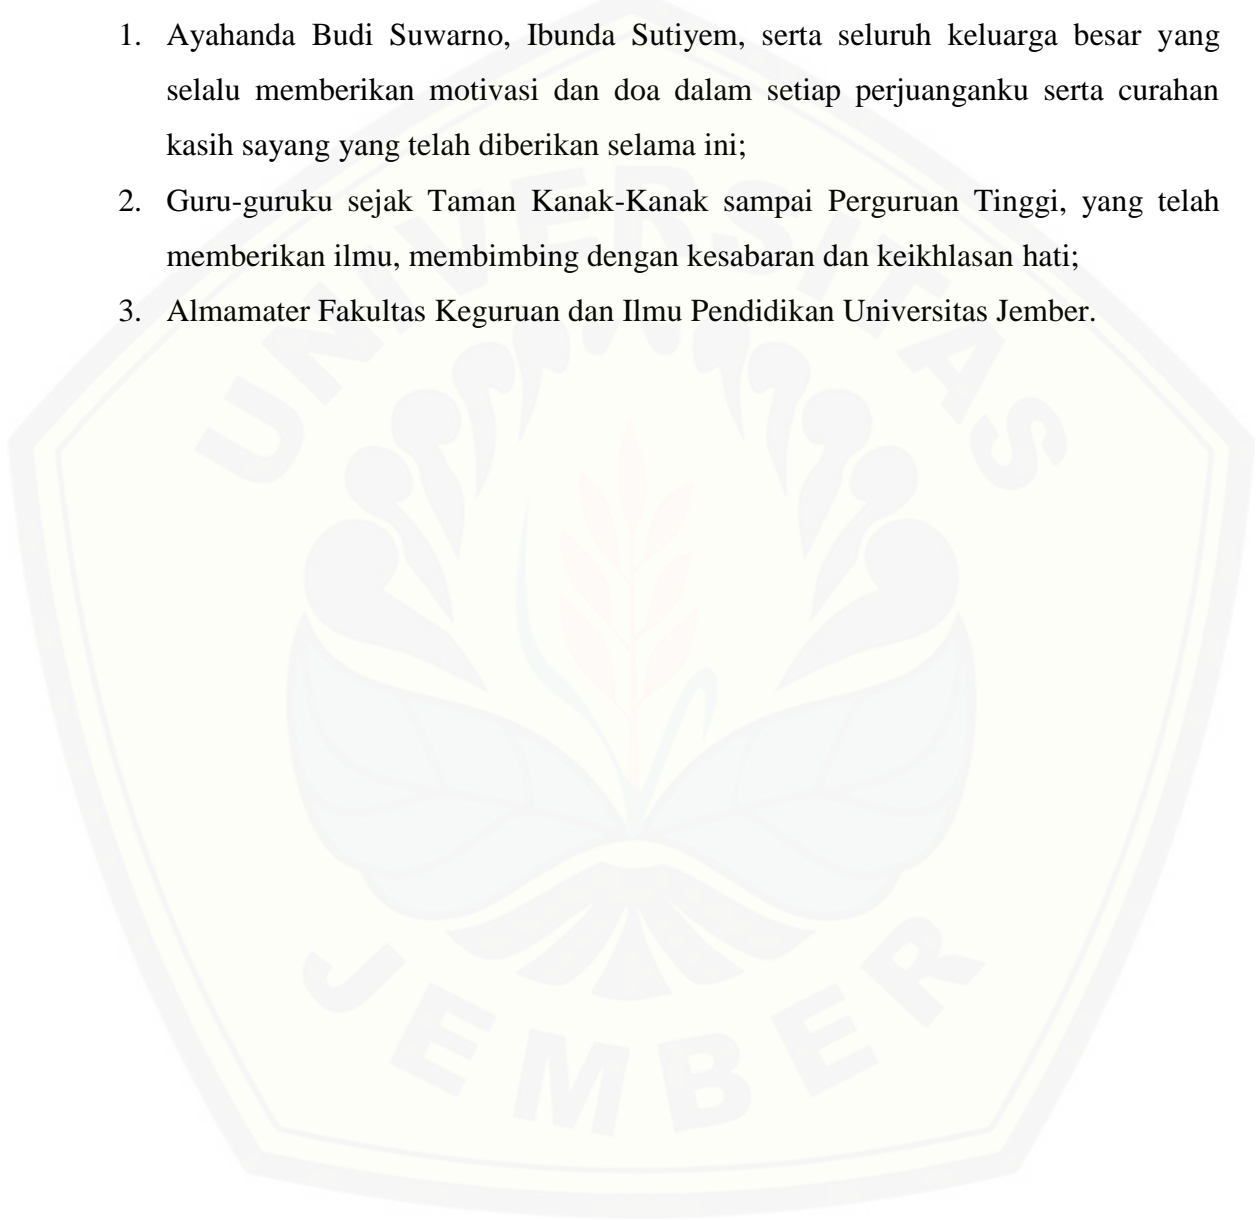 1. Ayahanda Budi Suwarno, Ibunda Sutiyem, serta seluruh keluarga besar yang
selalu memberikan motivasi dan doa dalam setiap perjuanganku serta curahan
kasih sayang yang telah diberikan selama ini;
2. Guru-guruku sejak Taman Kanak-Kanak sampai Perguruan Tinggi, yang telah
memberikan ilmu, membimbing dengan kesabaran dan keikhlasan hati;
3. Almamater Fakultas Keguruan dan Ilmu Pendidikan Universitas Jember.
UNIVERSITAS
JEMBER